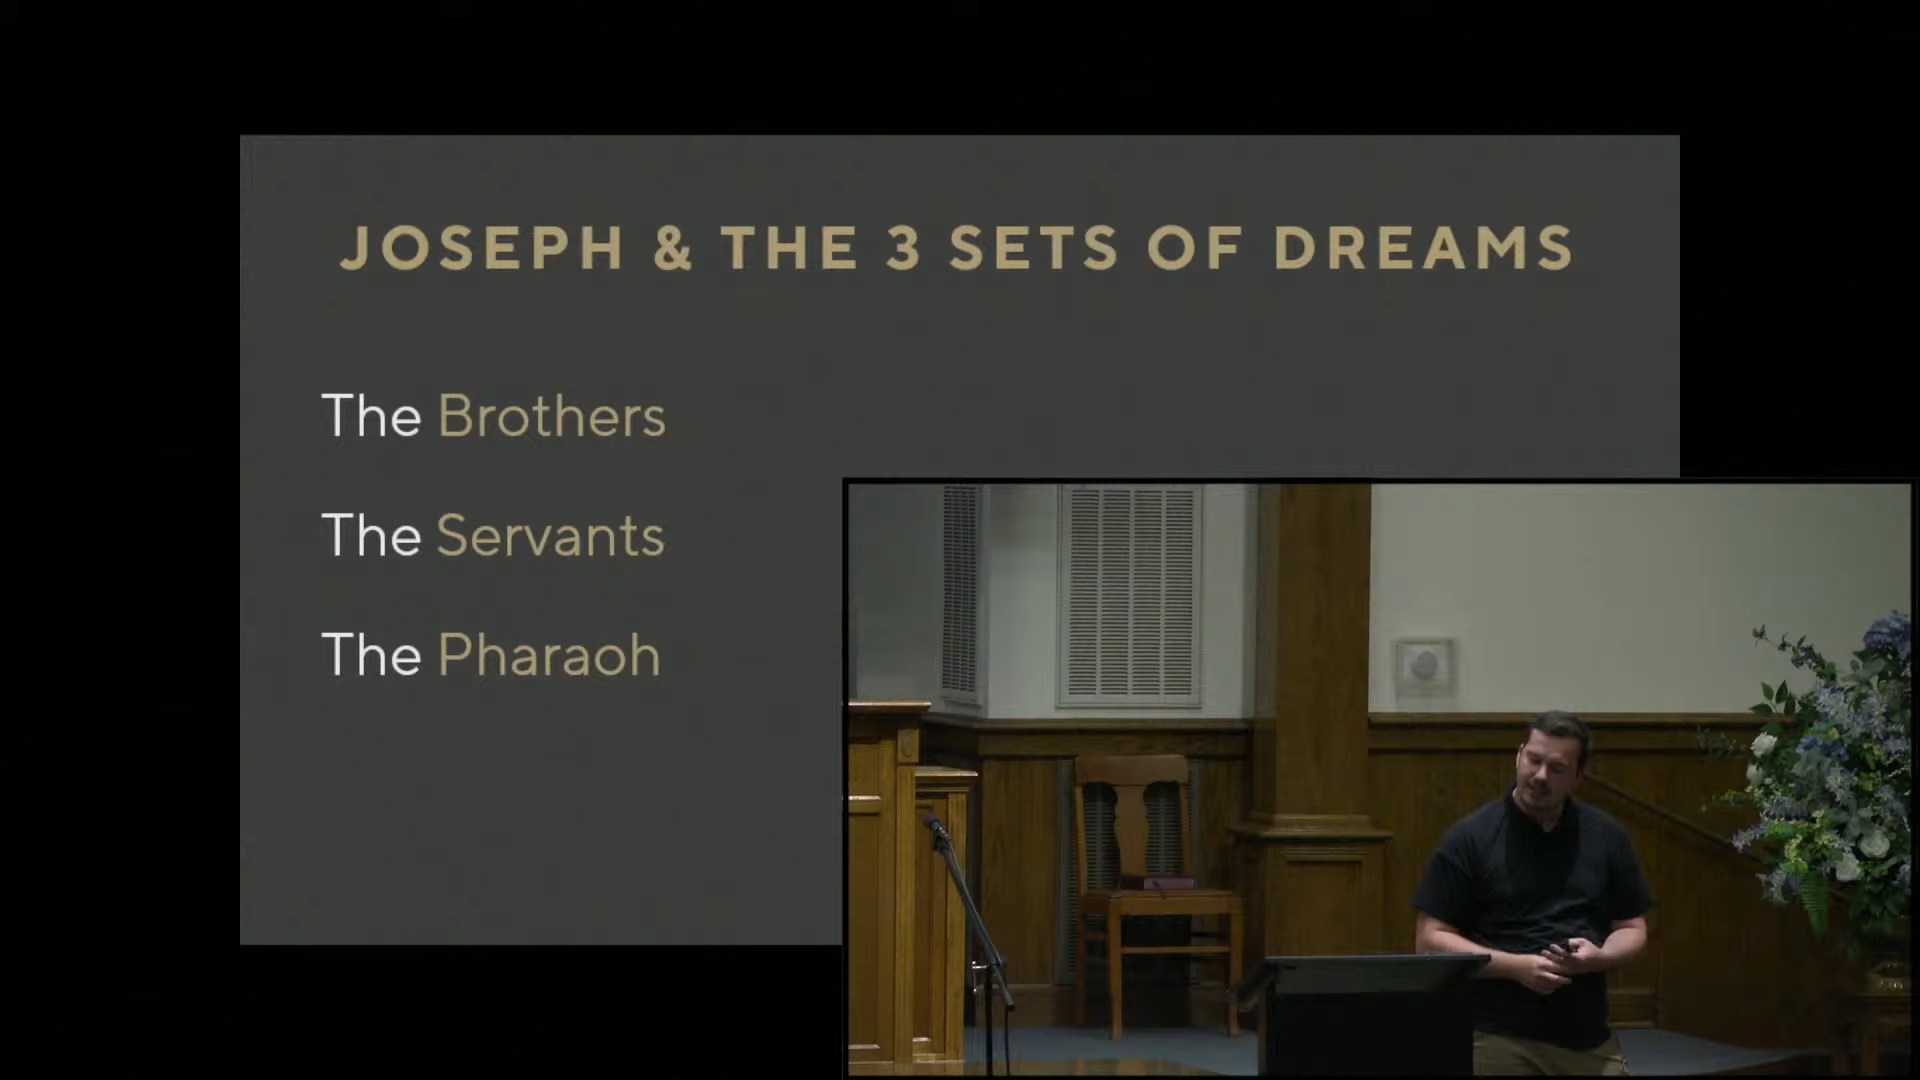 JOSEPH & THE 3 SETS OF DREAMS
The Brothers
The Servants
The Pharaoh